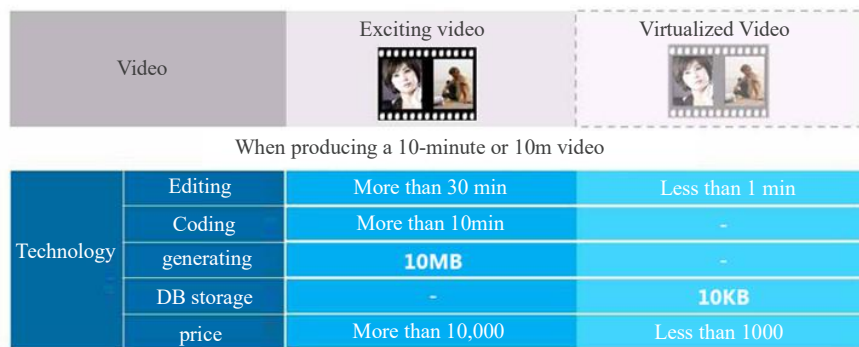 Video
Exciting video
Virtualized Video
When producing a 10-minute or 10m video
Technology
Editing
More than 30 min
Less than 1 min
Coding
More than 10min
-
generating
10MB
-
DB storage
-
10KB
price
More than 10,000
Less than 1000